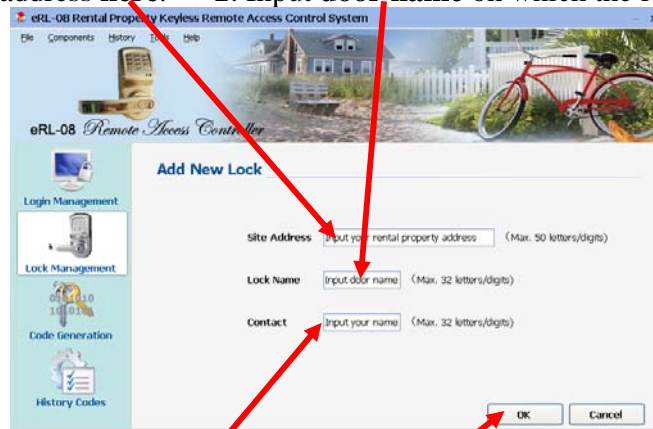 address here. 2. Input door name on which the
eRL-08 Rental Property Keyless Remote Access Control System
File Components History Tools Help
eRL-08 Remote Access Controller
Add New Lock
Login Management
Site Address Input your rental property address (Max. 50 letters/digits)
Lock Management
Lock Name Input door name (Max. 32 letters/digits)
Contact Input your name (Max. 32 letters/digits)
Code Generation
History Codes
OK Cancel